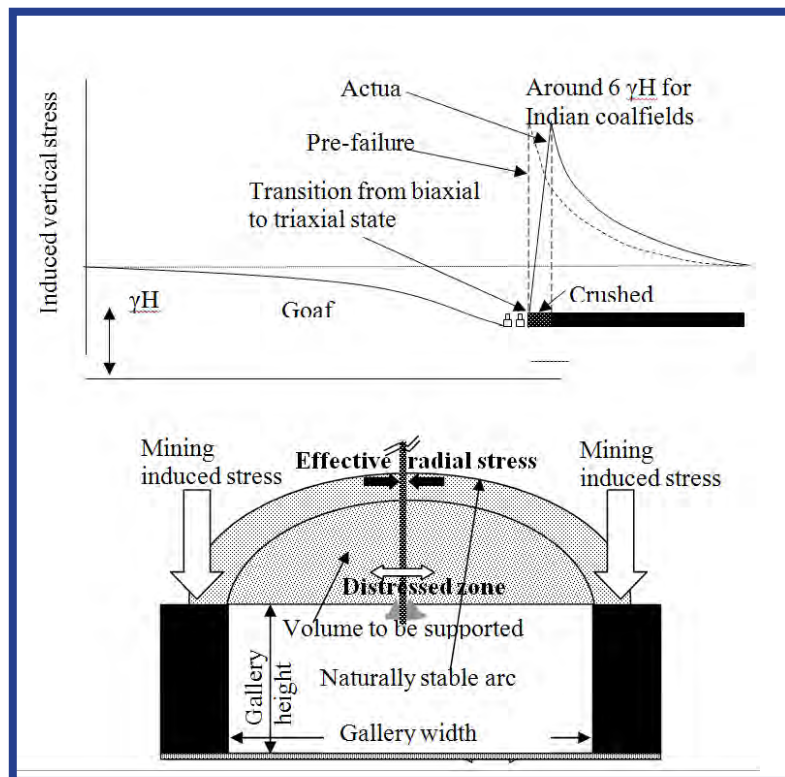 Induced vertical stress
Actua
Around 6 γH for
Indian coalfields
Pre-failure
Transition from biaxial
to triaxial state
γH
Goaf
Crushed
Mining
induced stress
Effective radial stress
Mining
induced stress
Distressed zone
Volume to be supported
Naturally stable arc
Gallery
height
Gallery width